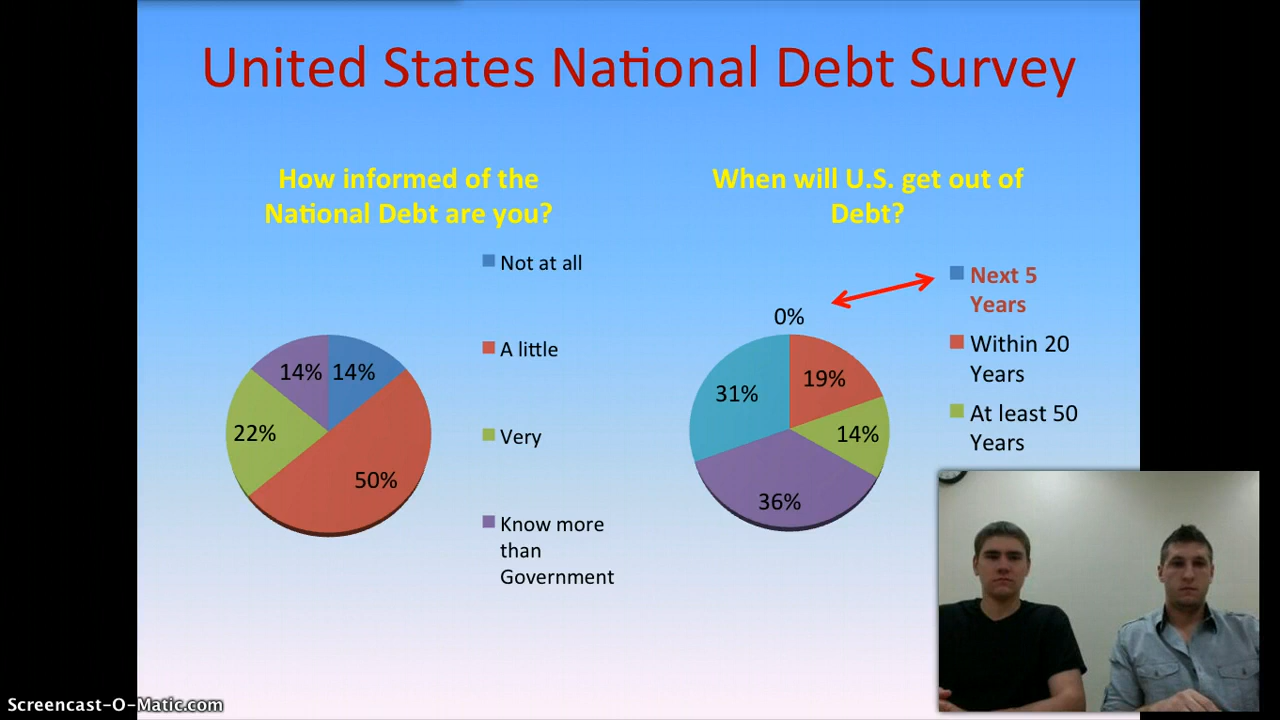 United States National Debt Survey
How informed of the
National Debt are you?
Not at all
A little
Very
Know more
than
Government
14%
14%
22%
50%
When will U.S. get out of
Debt?
Next 5
Years
Within 20
Years
At least 50
Years
0%
31%
19%
14%
36%
Screencast-O-Matic.com